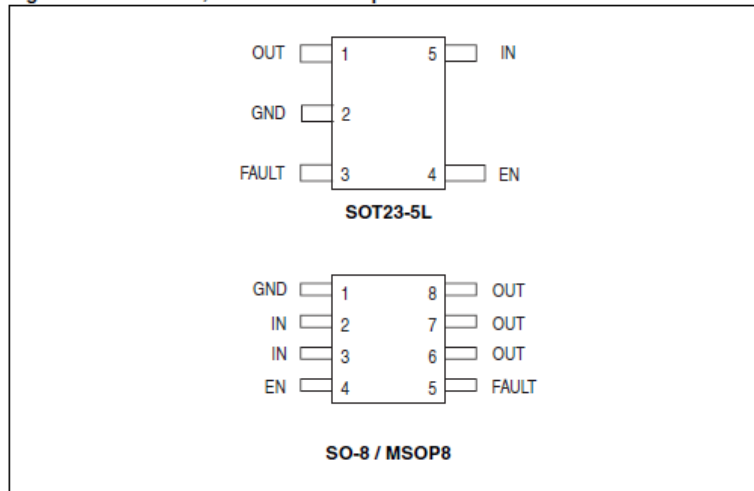 OUT 1 5 IN
GND 2
FAULT 3 4 EN
SOT23-5L
GND 1 8 OUT
IN 2 7 OUT
IN 3 6 OUT
EN 4 5 FAULT
SO-8 / MSOP8